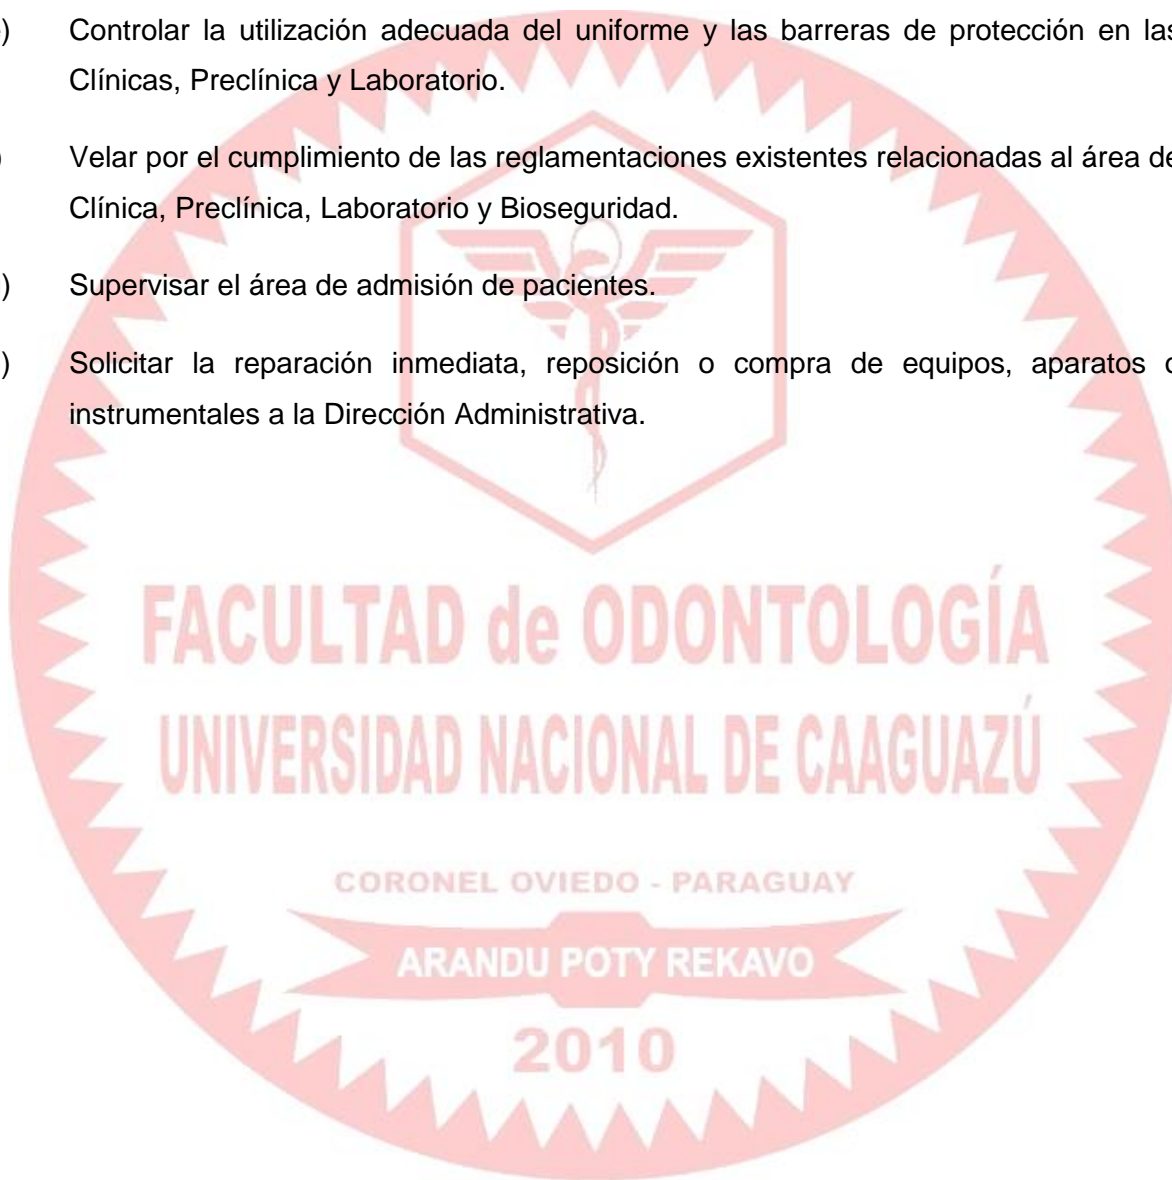 ) Controlar la utilización adecuada del uniforme y las barreras de protección en las
Clínicas, Preclínica y Laboratorio.
) Velar por el cumplimiento de las reglamentaciones existentes relacionadas al área de
Clínica, Preclínica, Laboratorio y Bioseguridad.
) Supervisar el área de admisión de pacientes.
) Solicitar la reparación inmediata, reposición o compra de equipos, aparatos
instrumentales a la Dirección Administrativa.
FACULTAD de ODONTOLOGÍA
UNIVERSIDAD NACIONAL DE CAAGUAZÚ
CORONEL OVIEDO - PARAGUAY
ARANDU POTY REKAVO
2010